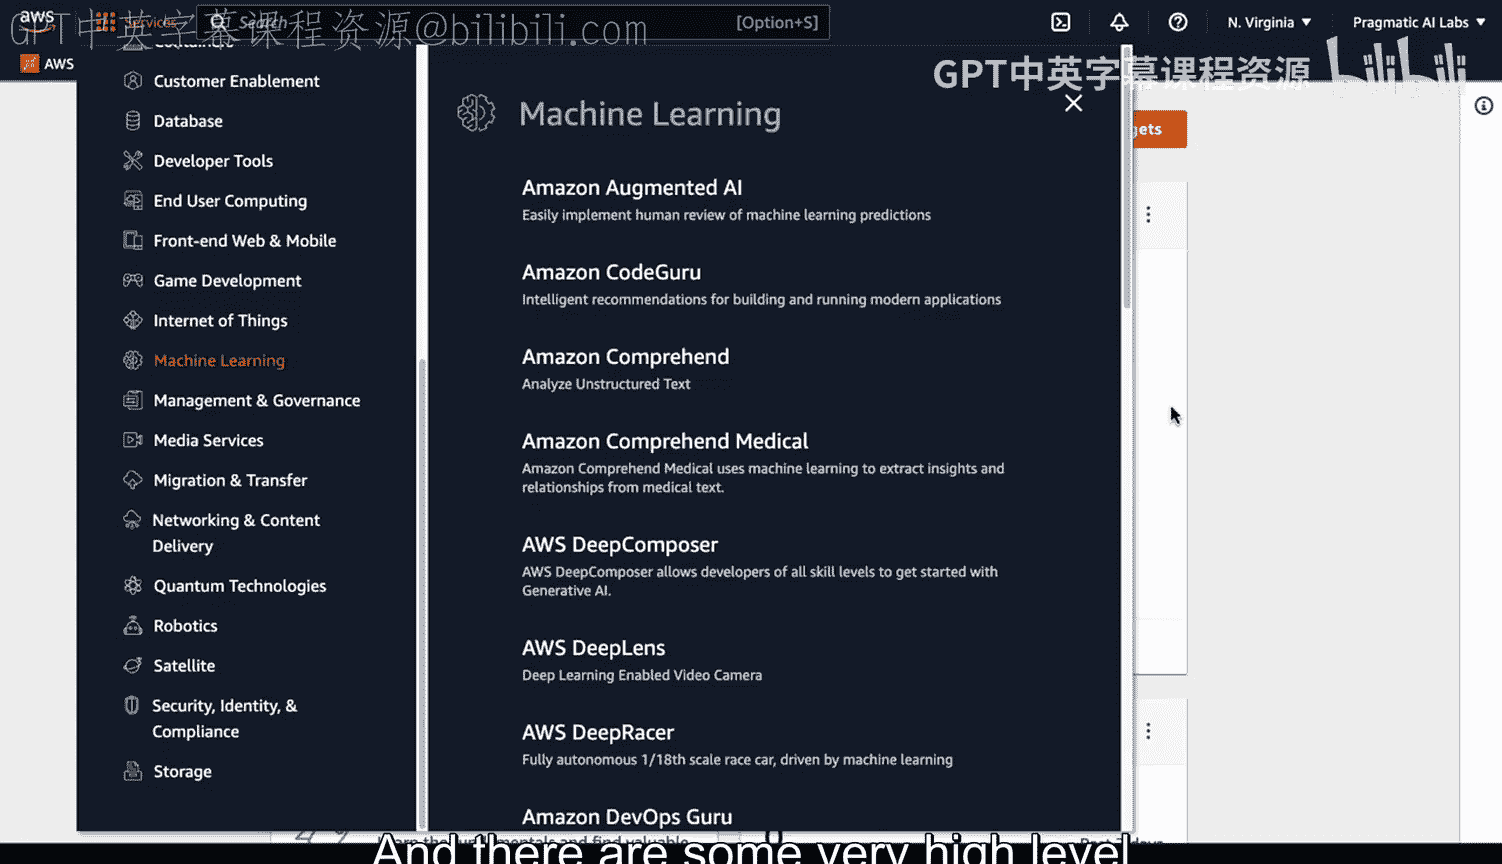 aws
Services
Search
[Option+S]
N. Virginia
Pragmatic AI Labs
GPT中英字幕课程资源@bilibili.com
GPT中英字幕课程资源 bilibili
AWS
Containers
Customer Enablement
Database
Developer Tools
End User Computing
Front-end Web & Mobile
Game Development
Internet of Things
Machine Learning
Management & Governance
Media Services
Migration & Transfer
Networking & Content
Delivery
Quantum Technologies
Robotics
Satellite
Security, Identity, &
Compliance
Storage
Machine Learning
Amazon Augmented AI
Easily implement human review of machine learning predictions
Amazon CodeGuru
Intelligent recommendations for building and running modern applications
Amazon Comprehend
Analyze Unstructured Text
Amazon Comprehend Medical
Amazon Comprehend Medical uses machine learning to extract insights and
relationships from medical text.
AWS DeepComposer
AWS DeepComposer allows developers of all skill levels to get started with
Generative AI.
AWS DeepLens
Deep Learning Enabled Video Camera
AWS DeepRacer
Fully autonomous 1/18th scale race car, driven by machine learning
Amazon DevOps Guru
gets
And there are some very high level